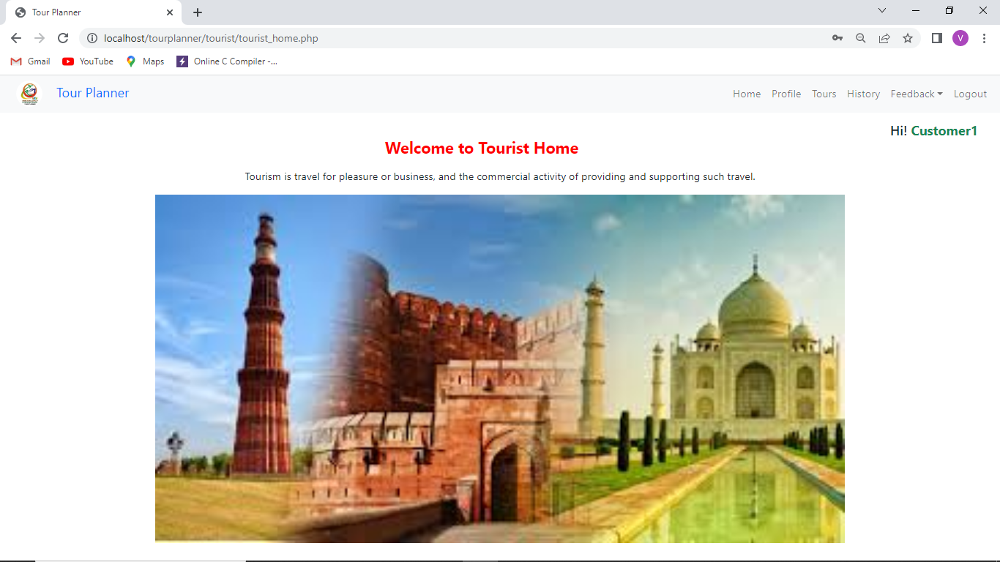 Tour Planner
localhost/tourplanner/tourist/tourist_home.php
V
Gmail YouTube Maps Online C Compiler -...
Tour Planner Home Profile Tours History Feedback Logout
Hi! Customer1
Welcome to Tourist Home
Tourism is travel for pleasure or business, and the commercial activity of providing and supporting such travel.